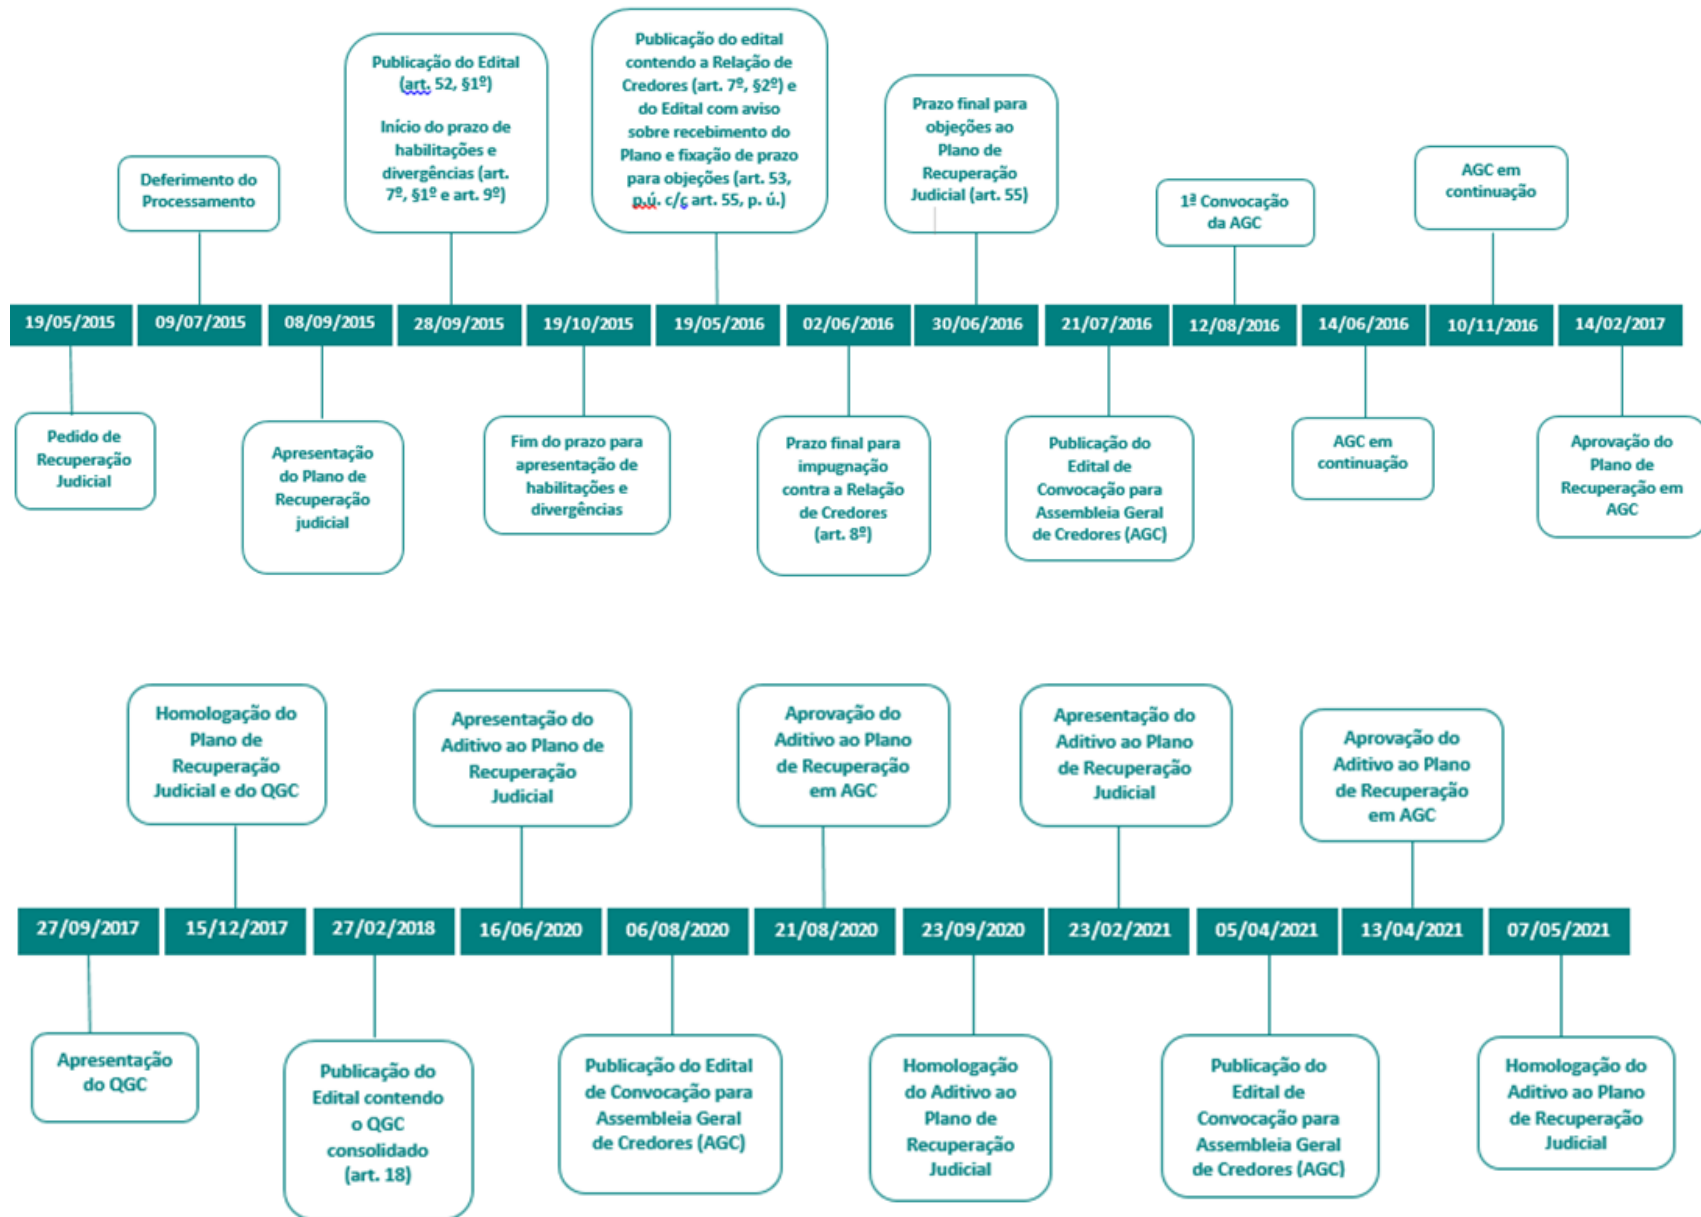 Publicação do Edital
(art. 52, §1º)
Início do prazo de
habilitações e
divergências (art.
7º, §1º e art. 9º)
Publicação do edital
contendo a Relação de
Credores (art. 7º, §2º) e
do Edital com aviso
sobre recebimento do
Plano e fixação de prazo
para objeções (art. 53,
p.ú. c/c art. 55, p. ú.)
Prazo final para
objeções ao
Plano de
Recuperação
Judicial (art. 55)
Deferimento do
Processamento
1ª Convocação
da AGC
AGC em
continuação
19/05/2015
09/07/2015
08/09/2015
28/09/2015
19/10/2015
19/05/2016
02/06/2016
30/06/2016
21/07/2016
12/08/2016
14/06/2016
10/11/2016
14/02/2017
Pedido de
Recuperação
Judicial
Apresentação
do Plano de
Recuperação
judicial
Fim do prazo para
apresentação de
habilitações e
divergências
Prazo final para
impugnação
contra a Relação
de Credores
(art. 8º)
Publicação do
Edital de
Convocação para
Assembleia Geral
de Credores (AGC)
AGC em
continuação
Aprovação do
Plano de
Recuperação em
AGC
Homologação do
Plano de
Recuperação
Judicial e do QGC
Apresentação do
Aditivo ao Plano de
Recuperação
Judicial
Aprovação do
Aditivo ao Plano
de Recuperação
em AGC
Apresentação do
Aditivo ao Plano
de Recuperação
Judicial
Aprovação do
Aditivo ao Plano
de Recuperação
em AGC
27/09/2017
15/12/2017
27/02/2018
16/06/2020
06/08/2020
21/08/2020
23/09/2020
23/02/2021
05/04/2021
13/04/2021
07/05/2021
Apresentação
do QGC
Publicação do
Edital contendo
o QGC
consolidado
(art. 18)
Publicação do Edital
de Convocação para
Assembleia Geral
de Credores (AGC)
Homologação
do Aditivo ao
Plano de
Recuperação
Judicial
Publicação do
Edital de
Convocação para
Assembleia Geral
de Credores (AGC)
Homologação do
Aditivo ao Plano
de Recuperação
Judicial